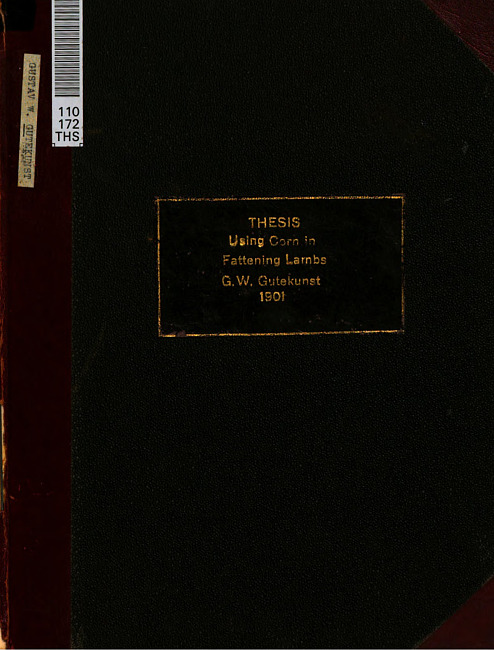 GUSTAV W. GUTEKUNST
110
172
THS
THESIS
Using Corn in
Fattening Lambs
G.W. Gutekunst
1901